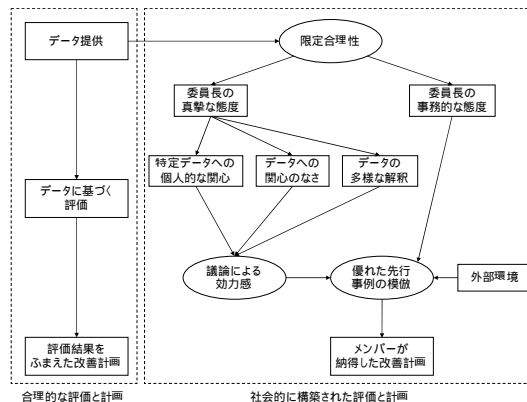 データ提供
限定合理性
委員長の
真摯な態度
委員長の
事務的な態度
特定データへの
個人的な関心
データへの
関心のなさ
データの
多様な解釈
データに基づく
評価
議論による
効力感
優れた先行
事例の模倣
外部環境
評価結果を
ふまえた改善計画
メンバーが
納得した改善計画
合理的な評価と計画
社会的に構築された評価と計画